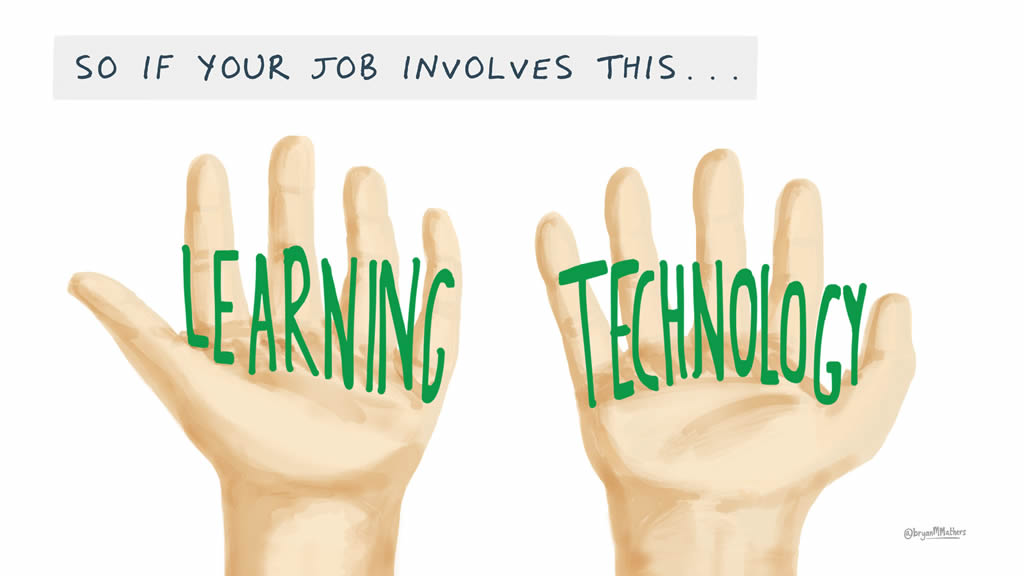 SO IF YOUR JOB INVOLVES THIS...
LEARNING TECHNOLOGY
@bryanMMathers